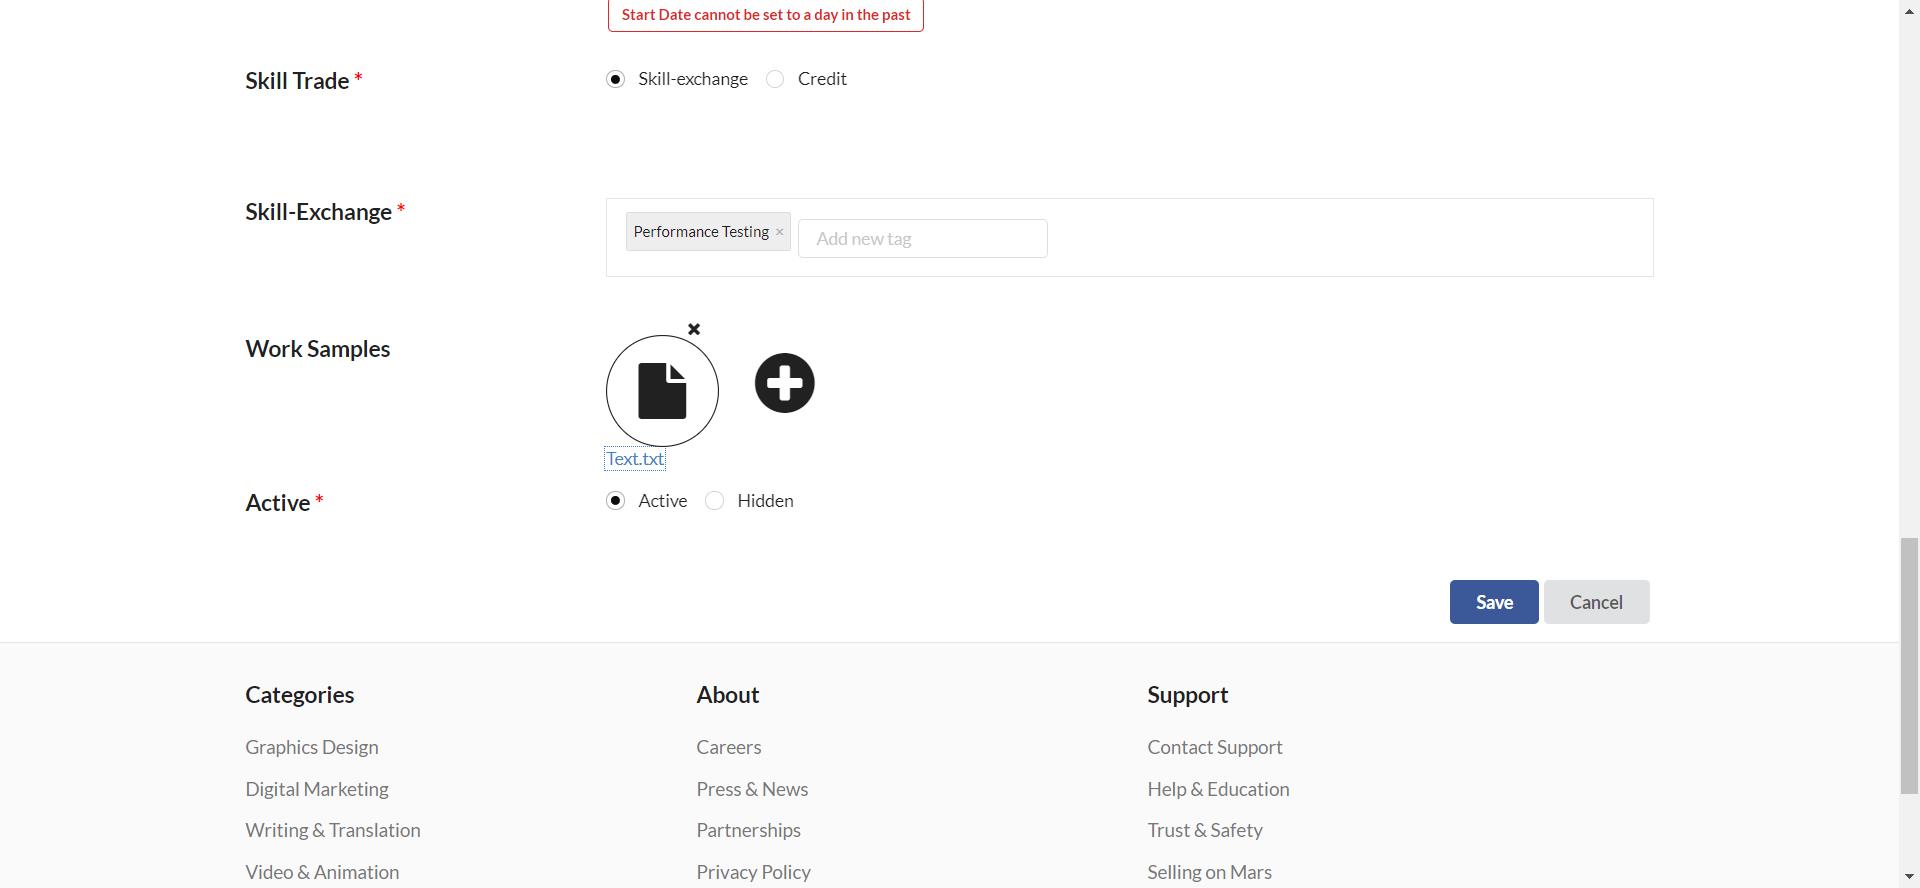 Start Date cannot be set to a day in the past
Skill Trade *
Skill-exchange Credit
Skill-Exchange *
Performance Testing × Add new tag
Work Samples
Text.txt
Active *
Active Hidden
Save Cancel
Categories About Support
Graphics Design Careers Contact Support
Digital Marketing Press & News Help & Education
Writing & Translation Partnerships Trust & Safety
Video & Animation Privacy Policy Selling on Mars